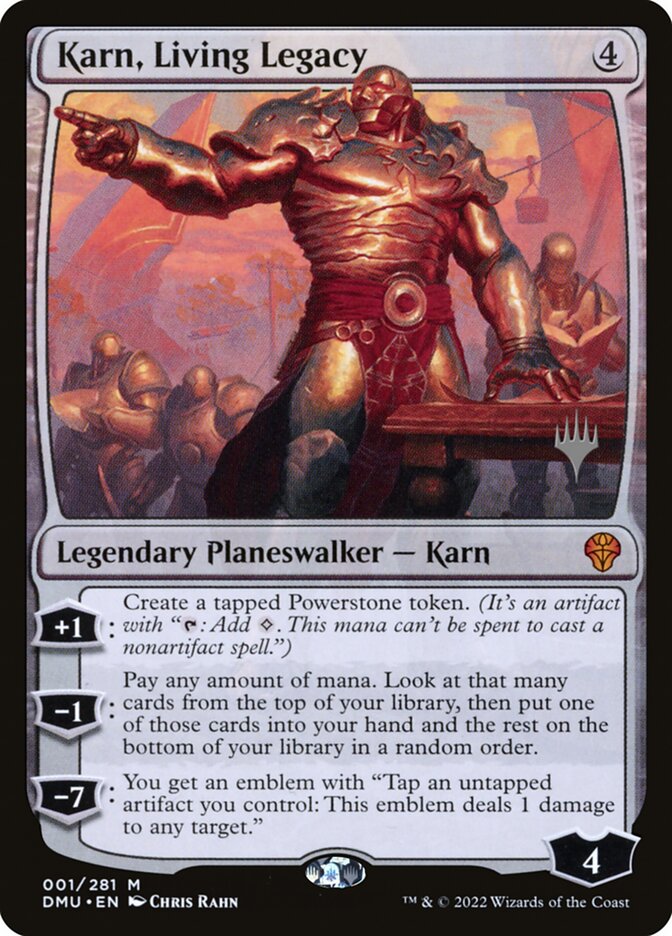 Karn, Living Legacy 4
Legendary Planeswalker — Karn
Create a tapped Powerstone token. (It's an artifact
+1 : with “: Add . This mana can't be spent to cast a
nonartifact spell.”)
Pay any amount of mana. Look at that many
−1 : cards from the top of your library, then put one
of those cards into your hand and the rest on the
bottom of your library in a random order.
You get an emblem with “Tap an untapped
−7 : artifact you control: This emblem deals 1 damage
to any target.”
4
001/281 M
DMU • EN Chris Rahn
™ & © 2022 Wizards of the Coast